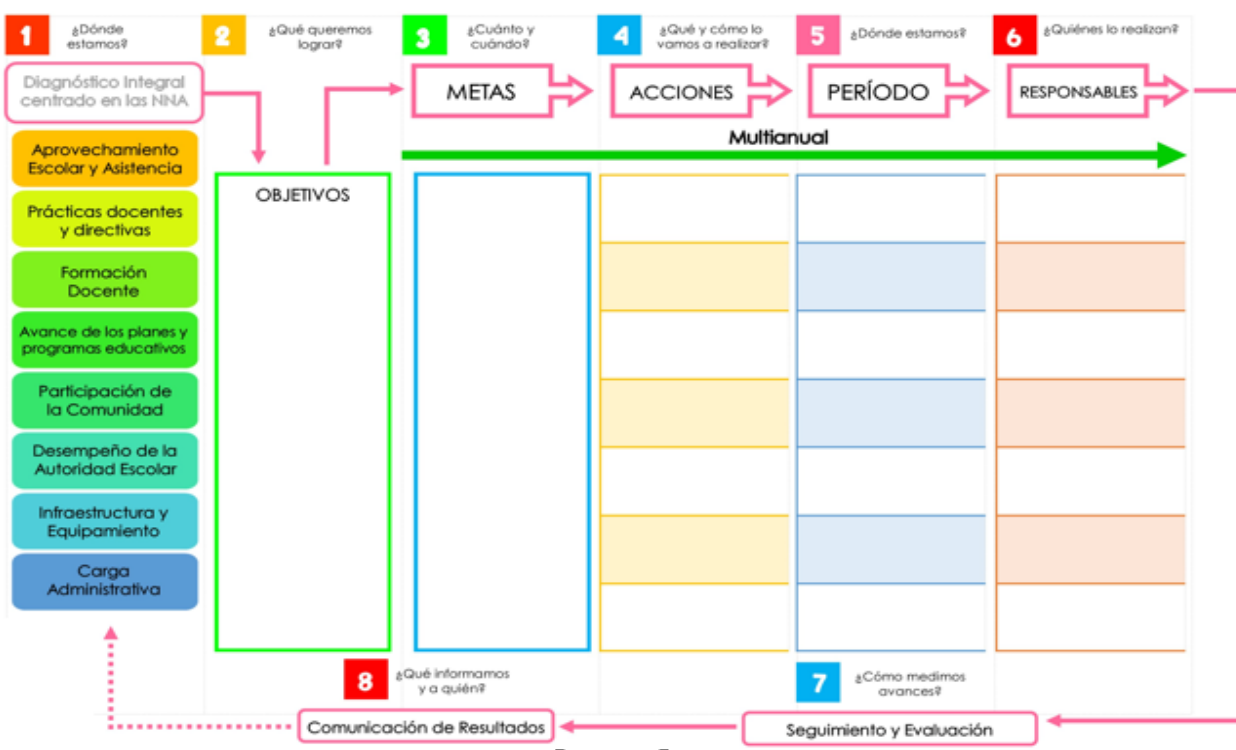 1 ¿Dónde
estamos?
2 ¿Qué queremos
lograr?
3 ¿Cuánto y
cuándo?
4 ¿Qué y cómo lo
vamos a realizar?
5 ¿Dónde estamos?
6 ¿Quiénes lo realizan?
Diagnóstico Integral
centrado en las NNA
METAS
ACCIONES
PERÍODO
RESPONSABLES
Multianual
Aprovechamiento
Escolar y Asistencia
Prácticas docentes
y directivas
Formación
Docente
Avance de los planes y
programas educativos
Participación de
la Comunidad
Desempeño de la
Autoridad Escolar
Infraestructura y
Equipamiento
Carga
Administrativa
OBJETIVOS
8 ¿Qué informamos
y a quién?
7 ¿Cómo medimos
avances?
Comunicación de Resultados
Seguimiento y Evaluación